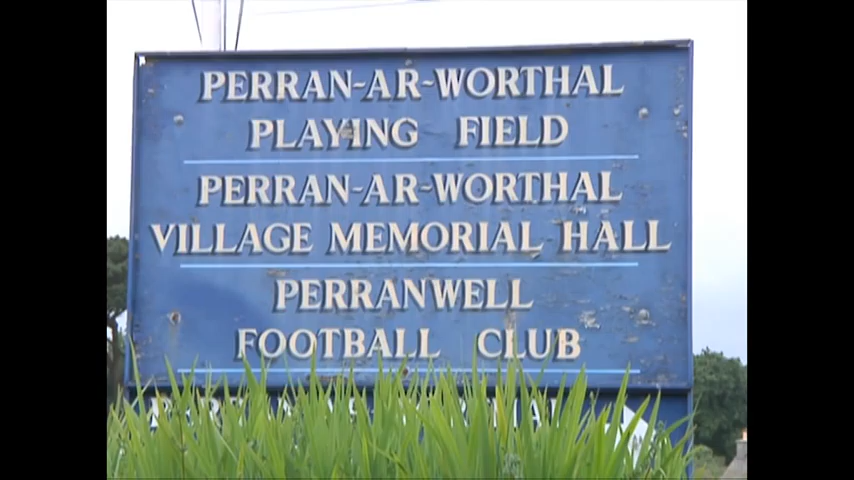 PERRAN-AR-WORTHAL
PLAYING FIELD
PERRAN-AR-WORTHAL
VILLAGE MEMORIAL HALL
PERRANWELL
FOOTBALL CLUB